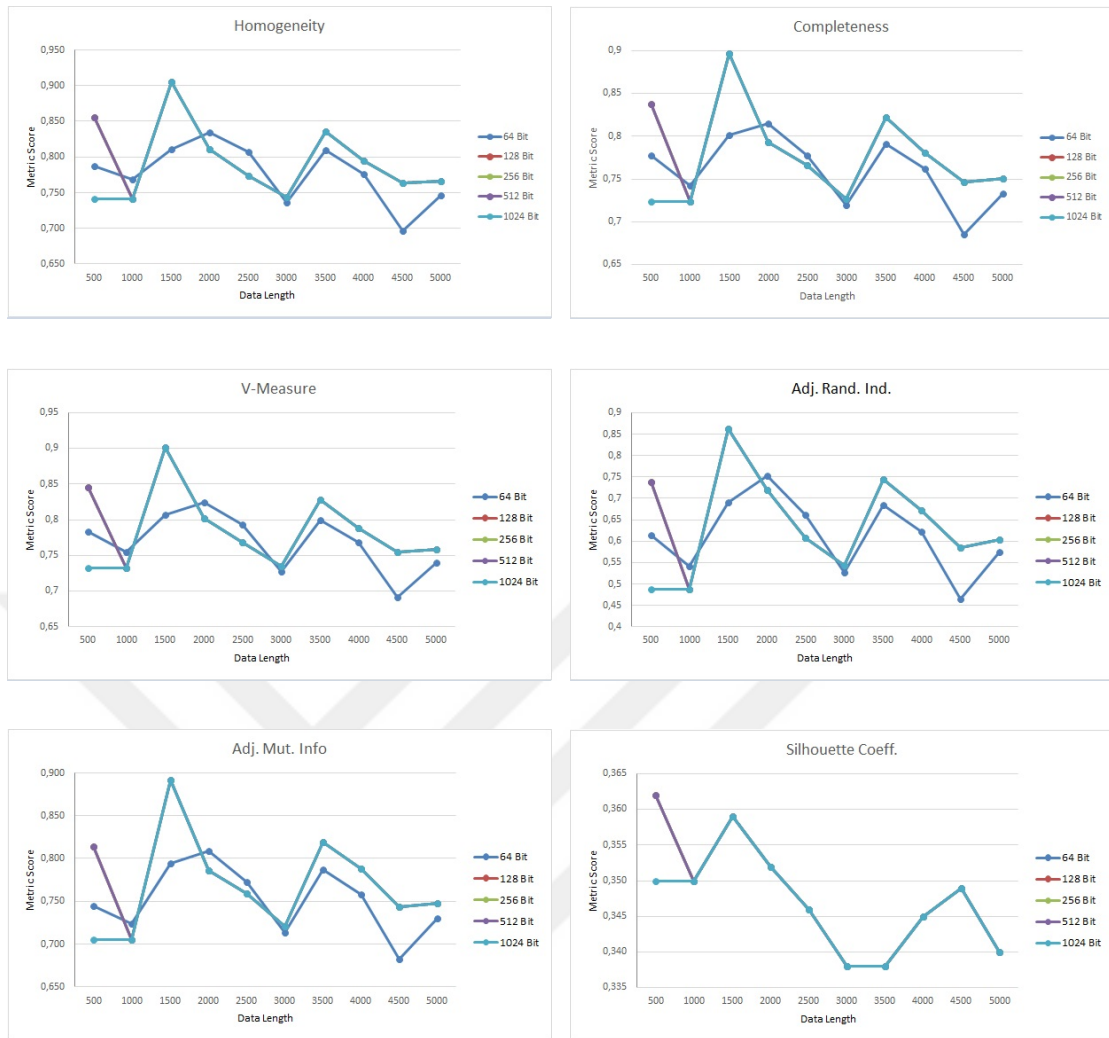 Homogeneity
0,950
0,900
0,850
0,800
0,750
0,700
0,650
Metric Score
500 1000 1500 2000 2500 3000 3500 4000 4500 5000
Data Length
64 Bit
128 Bit
256 Bit
512 Bit
1024 Bit
Completeness
0,9
0,85
0,8
0,75
0,7
0,65
Metric Score
500 1000 1500 2000 2500 3000 3500 4000 4500 5000
Data Length
64 Bit
128 Bit
256 Bit
512 Bit
1024 Bit
V-Measure
0,95
0,9
0,85
0,8
0,75
0,7
0,65
Metric Score
500 1000 1500 2000 2500 3000 3500 4000 4500 5000
Data Length
64 Bit
128 Bit
256 Bit
512 Bit
1024 Bit
Adj. Rand. Ind.
0,9
0,85
0,8
0,75
0,7
0,65
0,6
0,55
0,5
0,45
0,4
Metric Score
500 1000 1500 2000 2500 3000 3500 4000 4500 5000
Data Length
64 Bit
128 Bit
256 Bit
512 Bit
1024 Bit
Adj. Mut. Info
0,900
0,850
0,800
0,750
0,700
0,650
Metric Score
500 1000 1500 2000 2500 3000 3500 4000 4500 5000
Data Length
64 Bit
128 Bit
256 Bit
512 Bit
1024 Bit
Silhouette Coeff.
0,365
0,360
0,355
0,350
0,345
0,340
0,335
Metric Score
500 1000 1500 2000 2500 3000 3500 4000 4500 5000
Data Length
64 Bit
128 Bit
256 Bit
512 Bit
1024 Bit